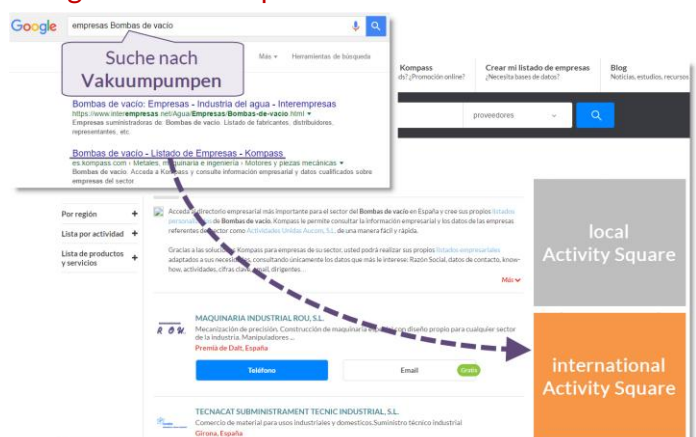 Google
empresas Bombas de vacío
Suche nach
Vakuumpumpen
Más
Herramientas de búsqueda
Bombas de vacío: Empresas - Industria del agua - Interempresas
https://www.interempresas.net/Agua/Empresas/Bombas-de-vacio.html
Empresas suministradoras de: Bombas de vacío. Listado de fabricantes, distribuidores,
representantes, etc.
Bombas de vacío - Listado de Empresas - Kompass
es.kompass.com › Metales, maquinaria e ingeniería › Motores y piezas mecánicas
Bombas de vacío. Acceda a Kompass y consulte información empresarial y datos cualificados sobre
empresas del sector
Kompass
ds? ¿Promoción online?
Crear mi listado de empresas
¿Necesita bases de datos?
Blog
Noticias, estudios, recursos
proveedores
Por región +
Lista por actividad +
Lista de productos +
y servicios
Acceda al directorio empresarial más importante para el sector del Bombas de vacío en España y cree sus propios listados
personalizados de Bombas de vacío. Kompass le permite consultar la información empresarial y los datos de las empresas
referentes del sector como Actividades Unidas Aucom, S.L, de una manera fácil y rápida.
Gracias a las soluciones Kompass para empresas de su sector, usted podrá realizar sus propios listados empresariales
adaptados a sus necesidades, consultando únicamente los datos que más le interese: Razón Social, datos de contacto, know-
how, actividades, cifras clave, email, dirigentes...
Más
local
Activity Square
MAQUINARIA INDUSTRIAL ROU, S.L.
R O U.
Mecanización de precisión. Construcción de maquinaria especial con diseño propio para cualquier sector
de la industria. Manipuladores ...
Premià de Dalt, España
Teléfono
Email
Gratis
international
Activity Square
TECNACAT SUBMINISTRAMENT TECNIC INDUSTRIAL, S.L.
Comercio de material para usos industriales y domesticos.Suministro técnico industrial
Girona, España